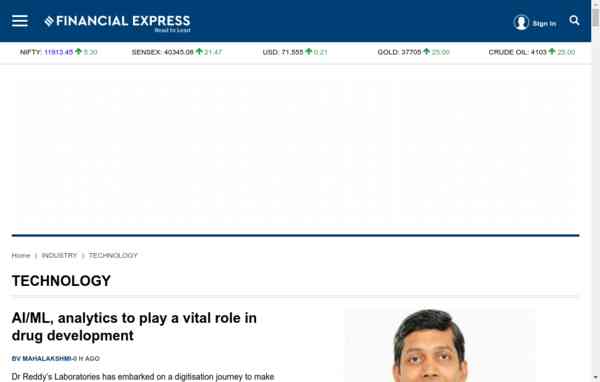 FINANCIAL EXPRESS
Read to Lead
Sign In
NIFTY: 11913.45 5.30 SENSEX: 40345.08 21.47 USD: 71.555 0.21 GOLD: 37705 25.00 CRUDE OIL: 4103 25.00
Home | INDUSTRY | TECHNOLOGY
TECHNOLOGY
AI/ML, analytics to play a vital role in
drug development
BV MAHALAKSHMI-0 H AGO
Dr Reddy's Laboratories has embarked on a digitisation journey to make